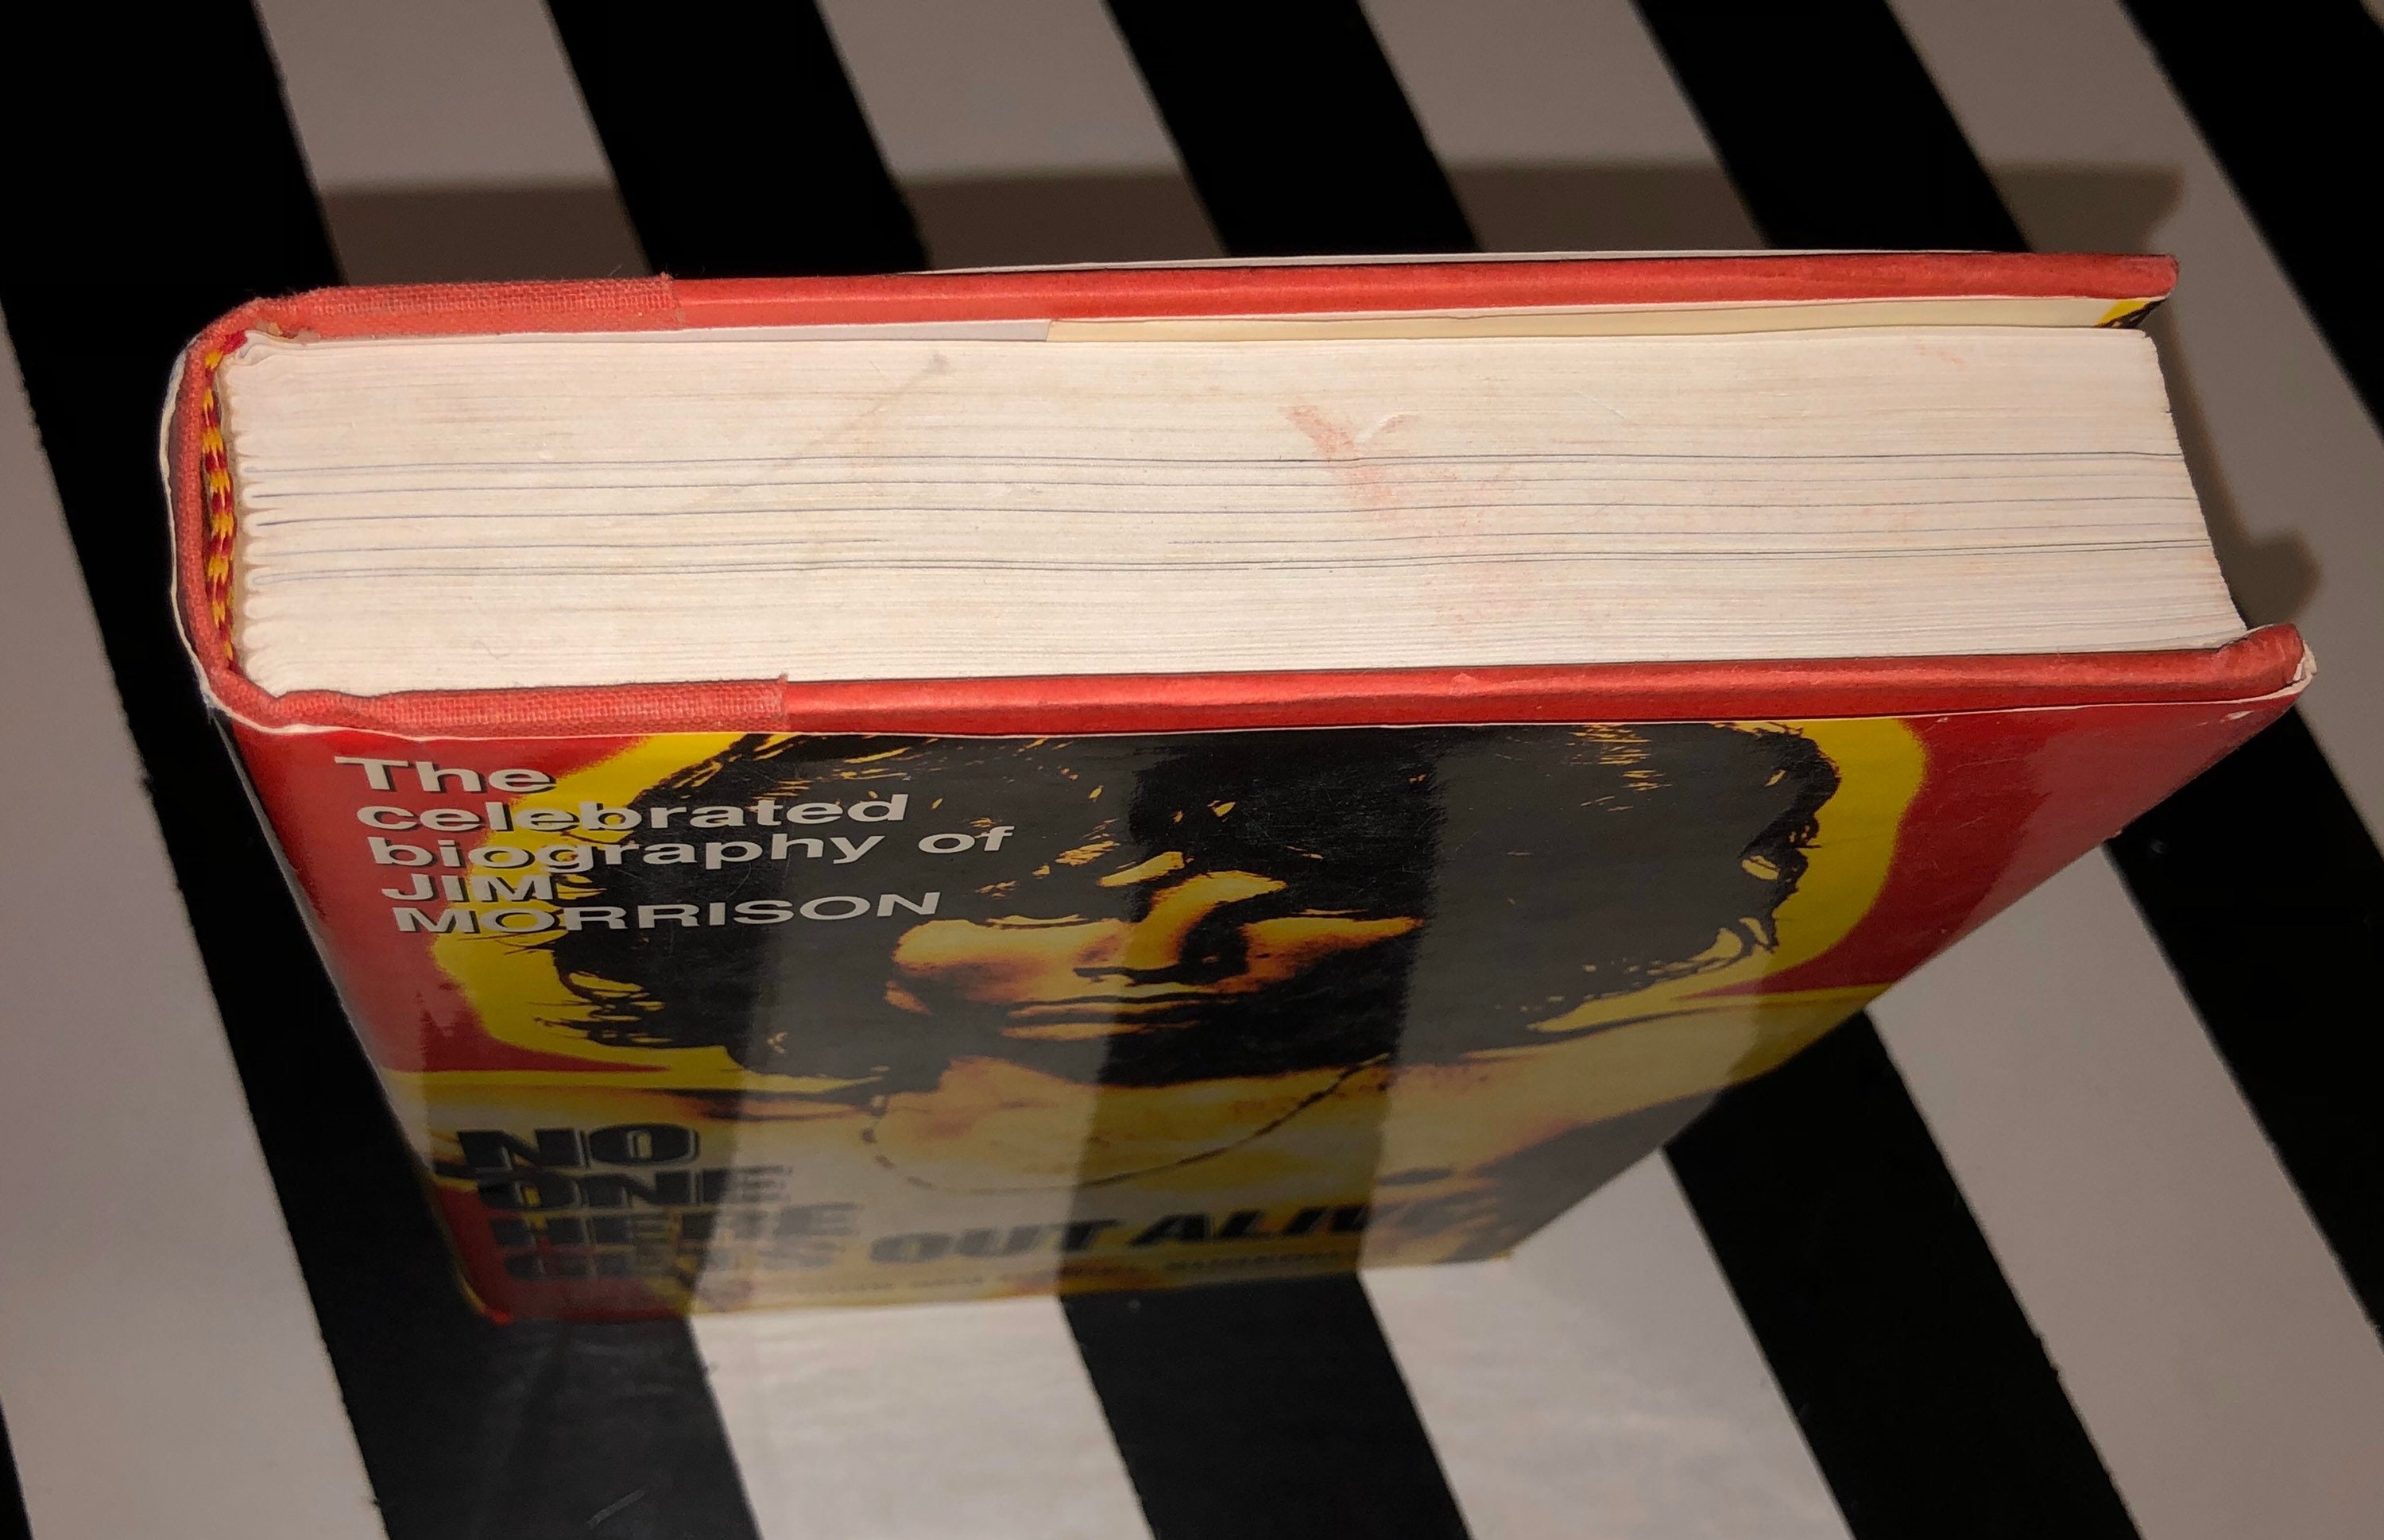 The
celebrated
biography of
JIM
MORRISON
NO
ONE
HERE
GETS OUT ALIVE